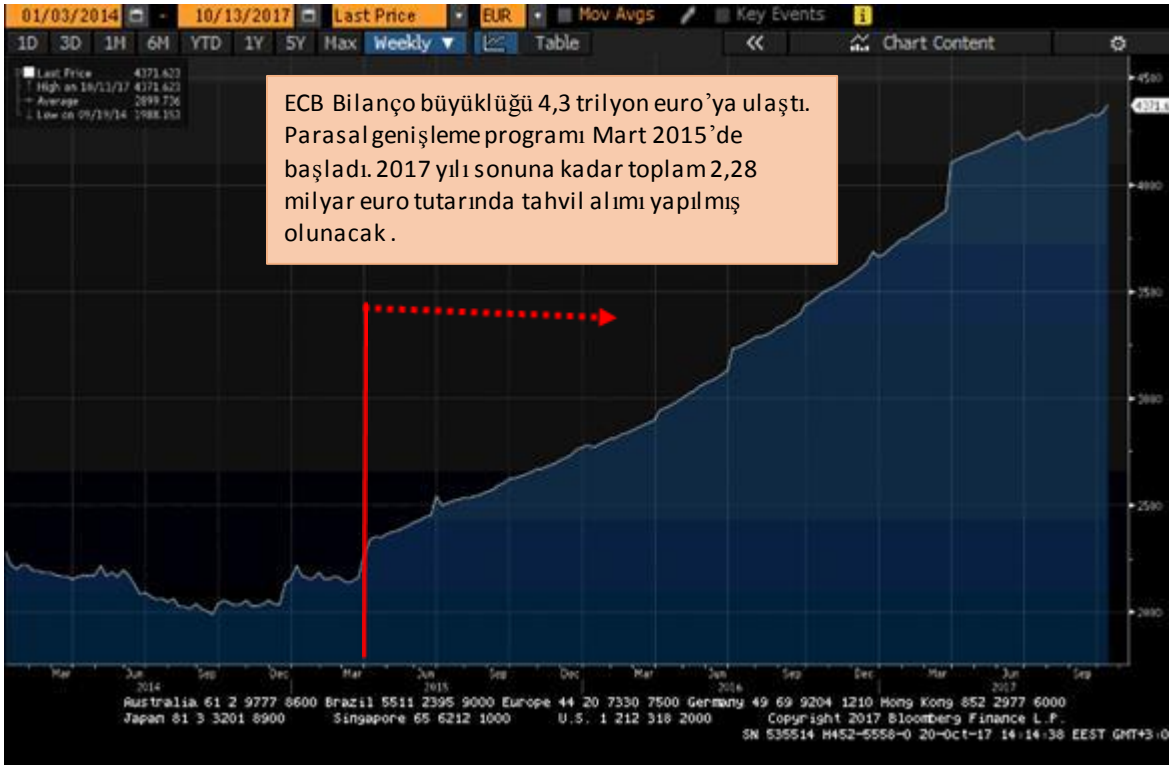 01/03/2014 - 10/13/2017 Last Price EUR Mov Avgs Key Events
1D 3D 1M 6M YTD 1Y 5Y Max Weekly ▼ Table « Chart Content
Last Price 4371.623
High on 10/13/17 4371.623
Average 2899.736
Low on 09/19/14 1988.353
ECB Bilanço büyüklüğü 4,3 trilyon euro’ya ulaştı.
Parasal genişleme programı Mart 2015’de
başladı. 2017 yılı sonuna kadar toplam 2,28
milyar euro tutarında tahvil alımı yapılmış
olunacak .
4500
4000
3500
3000
2500
2000
Mar Jun Sep Dec Mar Jun Sep Dec Mar Jun Sep Dec Mar Jun Sep
2014 2015 2016 2017
Australia 61 2 9777 8600 Brazil 5511 2395 9000 Europe 44 20 7330 7500 Germany 49 69 9204 1210 Hong Kong 852 2977 6000
Japan 81 3 3201 8900 Singapore 65 6212 1000 U.S. 1 212 318 2000 Copyright 2017 Bloomberg Finance L.P.
SN 535514 H452-5558-0 20-Oct-17 14:14:38 EEST GMT+3:0